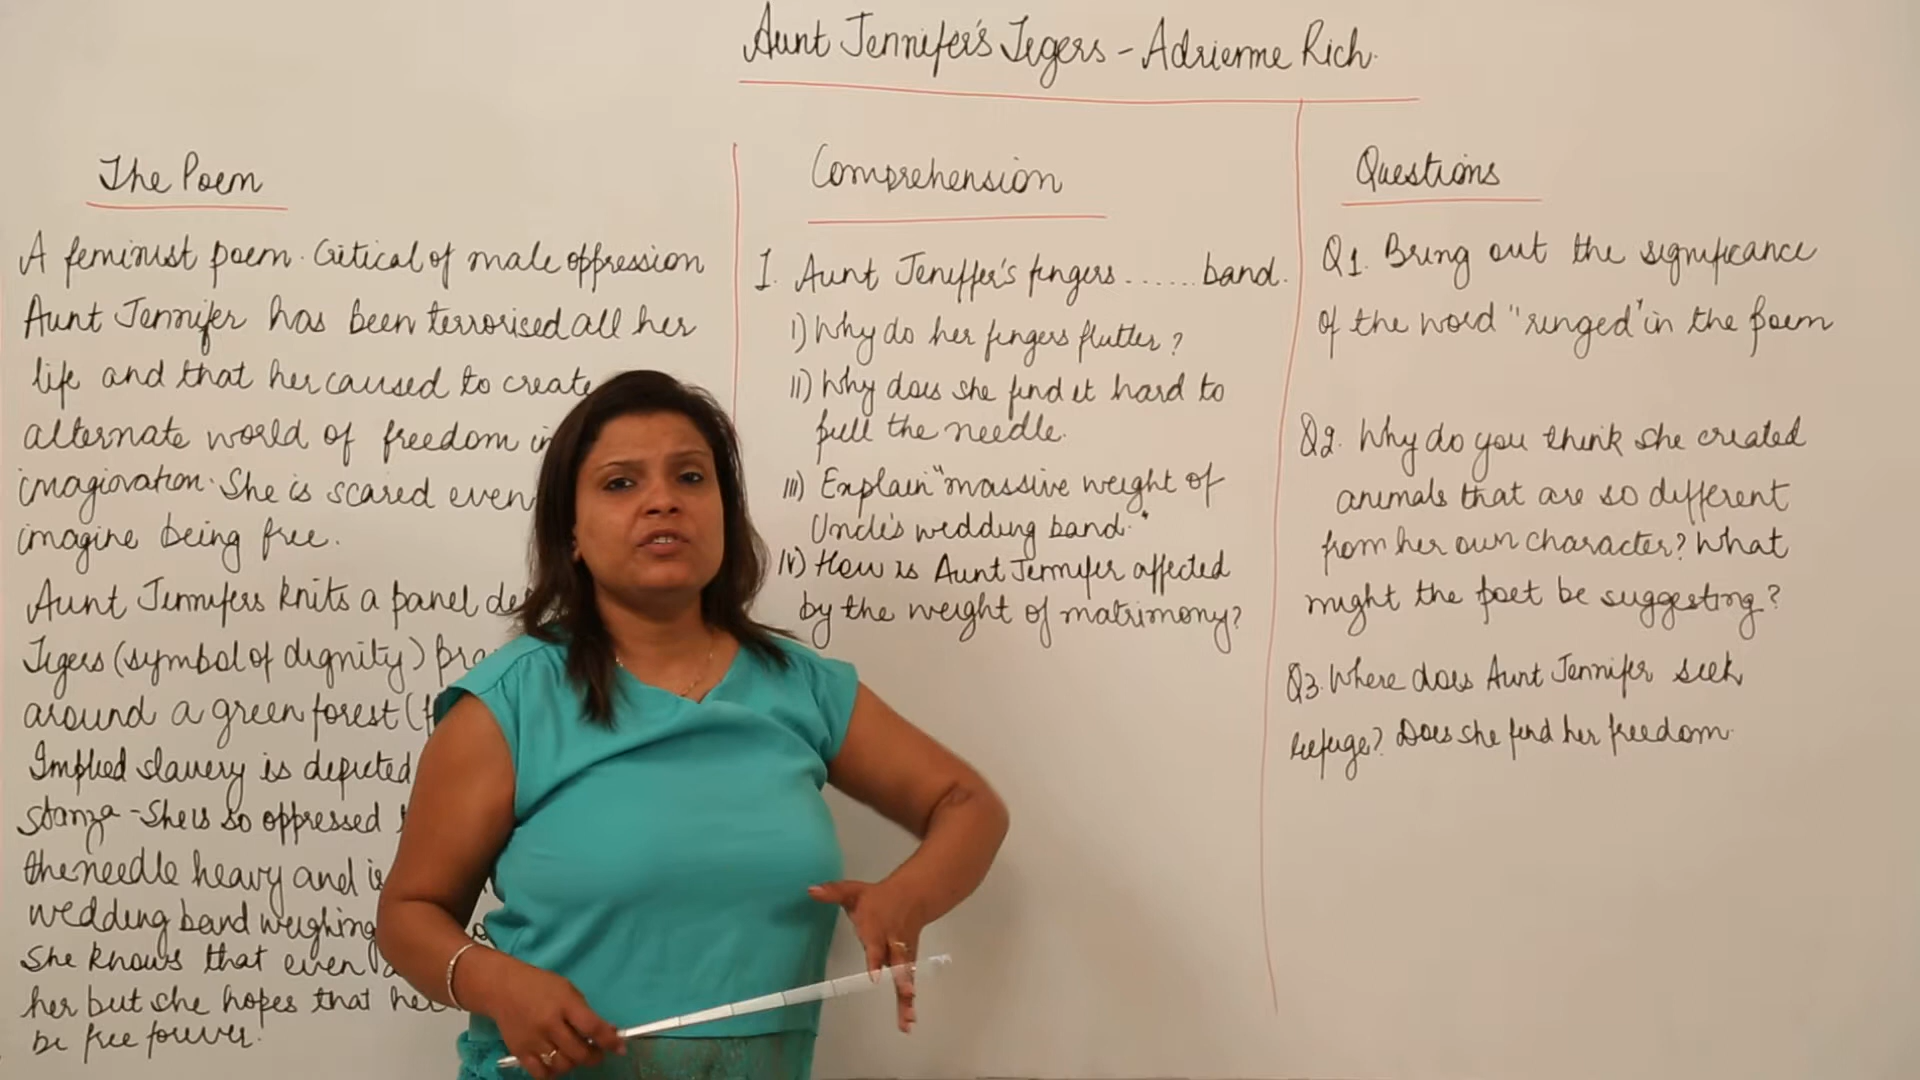 Aunt Jennifer's Tigers - Adrienne Rich.
The Poem
A feminist poem. Critical of male oppression
Aunt Jennifer has been terrorised all her
life and that her caused to create
alternate world of freedom in
imagination. She is scared even
imagine being free.
Aunt Jennifers knits a panel
Tigers (symbol of dignity)
around a green forest
Implied slavery is depicted
Stanza - She is so oppressed
the needle heavy and is
wedding band weighing
She knows that even
her but she hopes that her
be free forever.
Comprehension
I. Aunt Jeniffer's fingers ...... band.
i) Why do her fingers flutter?
ii) Why does she find it hard to
pull the needle.
iii) Explain "massive weight of
Uncle's wedding band."
iv) How is Aunt Jennifer affected
by the weight of matrimony?
Questions
Q1. Bring out the significance
of the word "ringed" in the poem
Q2. Why do you think she created
animals that are so different
from her own character? What
might the poet be suggesting?
Q3. Where does Aunt Jennifer seek
refuge? Does she find her freedom.